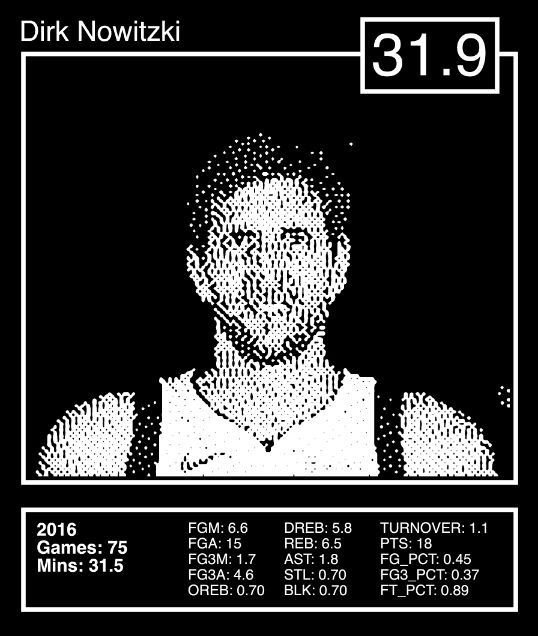 Dirk Nowitzki
31.9
2016
Games: 75
Mins: 31.5
FGM: 6.6
FGA: 15
FG3M: 1.7
FG3A: 4.6
OREB: 0.70
DREB: 5.8
REB: 6.5
AST: 1.8
STL: 0.70
BLK: 0.70
TURNOVER: 1.1
PTS: 18
FG_PCT: 0.45
FG3_PCT: 0.37
FT_PCT: 0.89